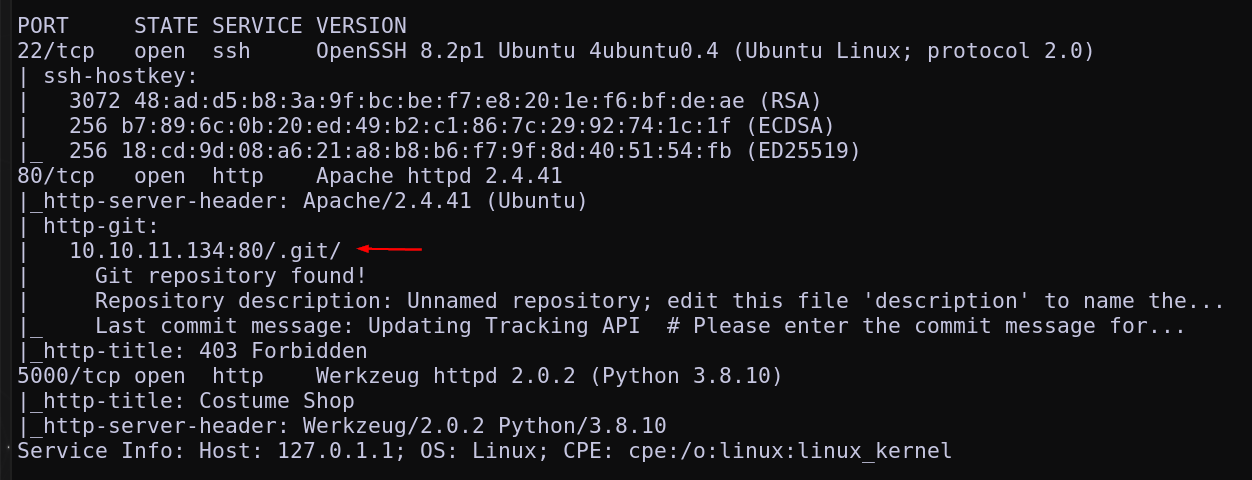 PORT     STATE SERVICE VERSION
22/tcp   open  ssh     OpenSSH 8.2p1 Ubuntu 4ubuntu0.4 (Ubuntu Linux; protocol 2.0)
| ssh-hostkey:
|   3072 48:ad:d5:b8:3a:9f:bc:be:f7:e8:20:1e:f6:bf:de:ae (RSA)
|   256 b7:89:6c:0b:20:ed:49:b2:c1:86:7c:29:92:74:1c:1f (ECDSA)
|_  256 18:cd:9d:08:a6:21:a8:b8:b6:f7:9f:8d:40:51:54:fb (ED25519)
80/tcp   open  http    Apache httpd 2.4.41
|_http-server-header: Apache/2.4.41 (Ubuntu)
| http-git:
|   10.10.11.134:80/.git/
|     Git repository found!
|     Repository description: Unnamed repository; edit this file 'description' to name the...
|_    Last commit message: Updating Tracking API  # Please enter the commit message for...
|_http-title: 403 Forbidden
5000/tcp open  http    Werkzeug httpd 2.0.2 (Python 3.8.10)
|_http-title: Costume Shop
|_http-server-header: Werkzeug/2.0.2 Python/3.8.10
Service Info: Host: 127.0.1.1; OS: Linux; CPE: cpe:/o:linux:linux_kernel